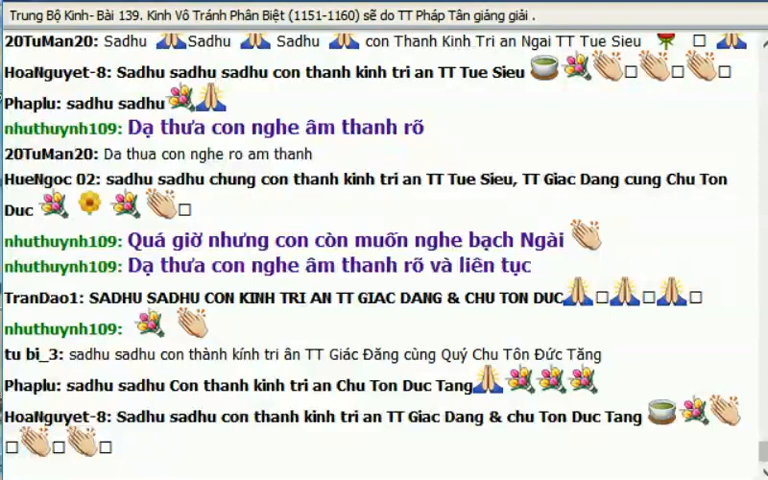 Trung Bộ Kinh- Bài 139. Kinh Vô Tránh Phân Biệt (1151-1160) sẽ do TT Pháp Tân giảng giải .
20TuMan20: Sadhu 🙏Sadhu 🙏 Sadhu 🙏 con Thanh Kinh Tri an Ngai TT Tue Sieu 🌹 □ 🙏
HoaNguyet-8: Sadhu sadhu sadhu con thanh kinh tri an TT Tue Sieu 🍵💐👏□👏□👏□
Phaplu: sadhu sadhu💐🙏
nhuthuynh109: Dạ thưa con nghe âm thanh rõ
20TuMan20: Da thua con nghe ro am thanh
HueNgoc 02: sadhu sadhu chung con thanh kinh tri an TT Tue Sieu, TT Giac Dang cung Chu Ton
Duc 💐 🌼 💐 👏□
nhuthuynh109: Quá giờ nhưng con còn muốn nghe bạch Ngài 👏
nhuthuynh109: Dạ thưa con nghe âm thanh rõ và liên tục
TranDao1: SADHU SADHU CON KINH TRI AN TT GIAC DANG & CHU TON DUC🙏□🙏□🙏□
nhuthuynh109: 💐 👏
tu bi_3: sadhu sadhu con thành kính tri ân TT Giác Đăng cùng Quý Chu Tôn Đức Tăng
Phaplu: sadhu sadhu Con thanh kinh tri an Chu Ton Duc Tang🙏💐💐💐
HoaNguyet-8: Sadhu sadhu con thanh kinh tri an TT Giac Dang & chu Ton Duc Tang 🍵💐👏
□👏□👏□